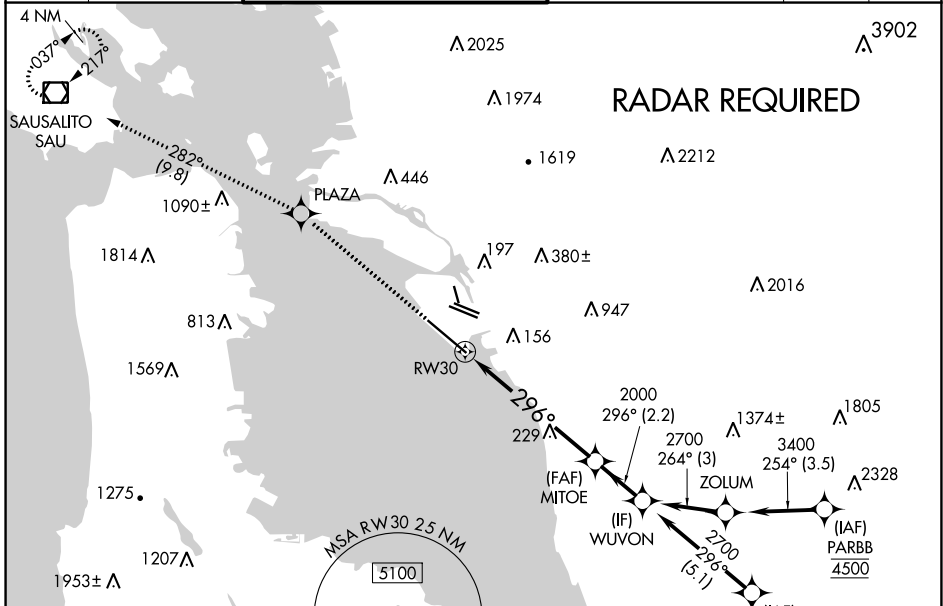 4 NM
037°
217°
SAUSALITO
SAU
2025
3902
1974
RADAR REQUIRED
282°
(9.8)
1619
2212
446
PLAZA
1090±
1814
197
380±
2016
813
947
156
RW30
1569
296°
2000
296° (2.2)
229
1374±
1805
2700
264° (3)
3400
254° (3.5)
(FAF)
MITOE
ZOLUM
2328
1275
(IF)
WUVON
(IAF)
PARBB
4500
2700
296°
(5.1)
MSA RW30 25 NM
5100
1207
1953±